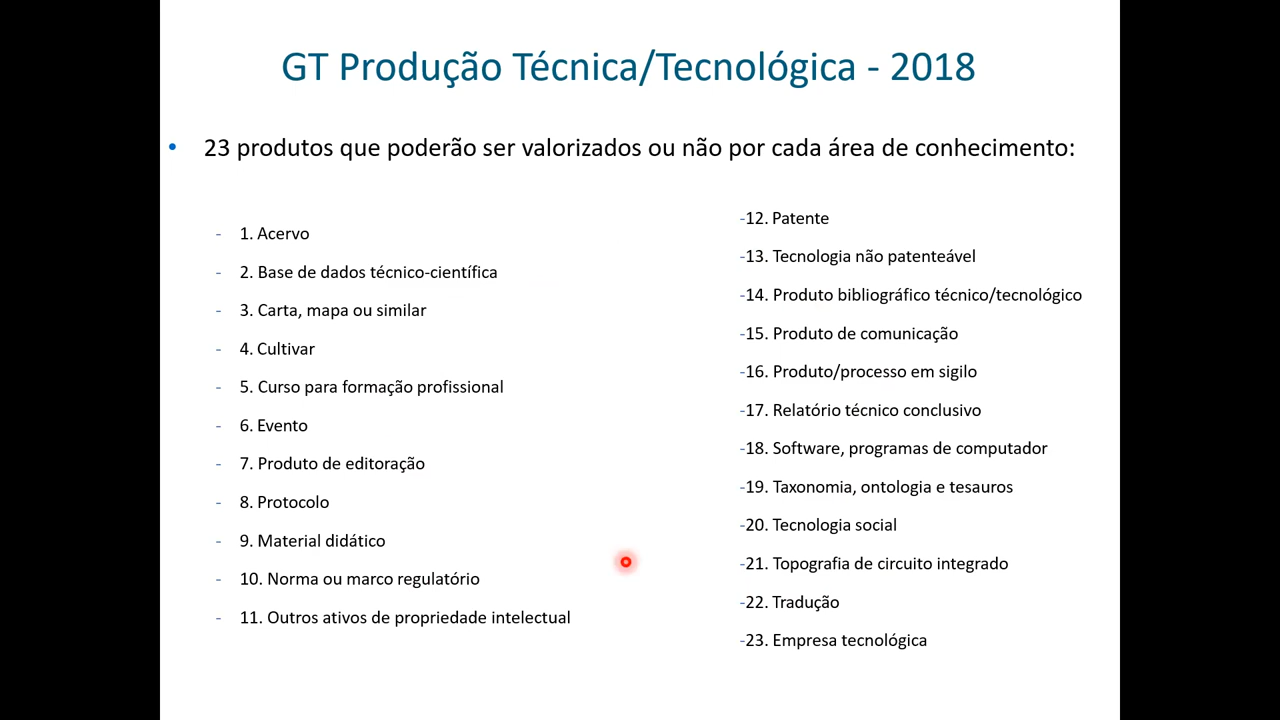 GT Produção Técnica/Tecnológica - 2018
• 23 produtos que poderão ser valorizados ou não por cada área de conhecimento:
- 1. Acervo
- 2. Base de dados técnico-científica
- 3. Carta, mapa ou similar
- 4. Cultivar
- 5. Curso para formação profissional
- 6. Evento
- 7. Produto de editoração
- 8. Protocolo
- 9. Material didático
- 10. Norma ou marco regulatório
- 11. Outros ativos de propriedade intelectual
-12. Patente
-13. Tecnologia não patenteável
-14. Produto bibliográfico técnico/tecnológico
-15. Produto de comunicação
-16. Produto/processo em sigilo
-17. Relatório técnico conclusivo
-18. Software, programas de computador
-19. Taxonomia, ontologia e tesauros
-20. Tecnologia social
-21. Topografia de circuito integrado
-22. Tradução
-23. Empresa tecnológica